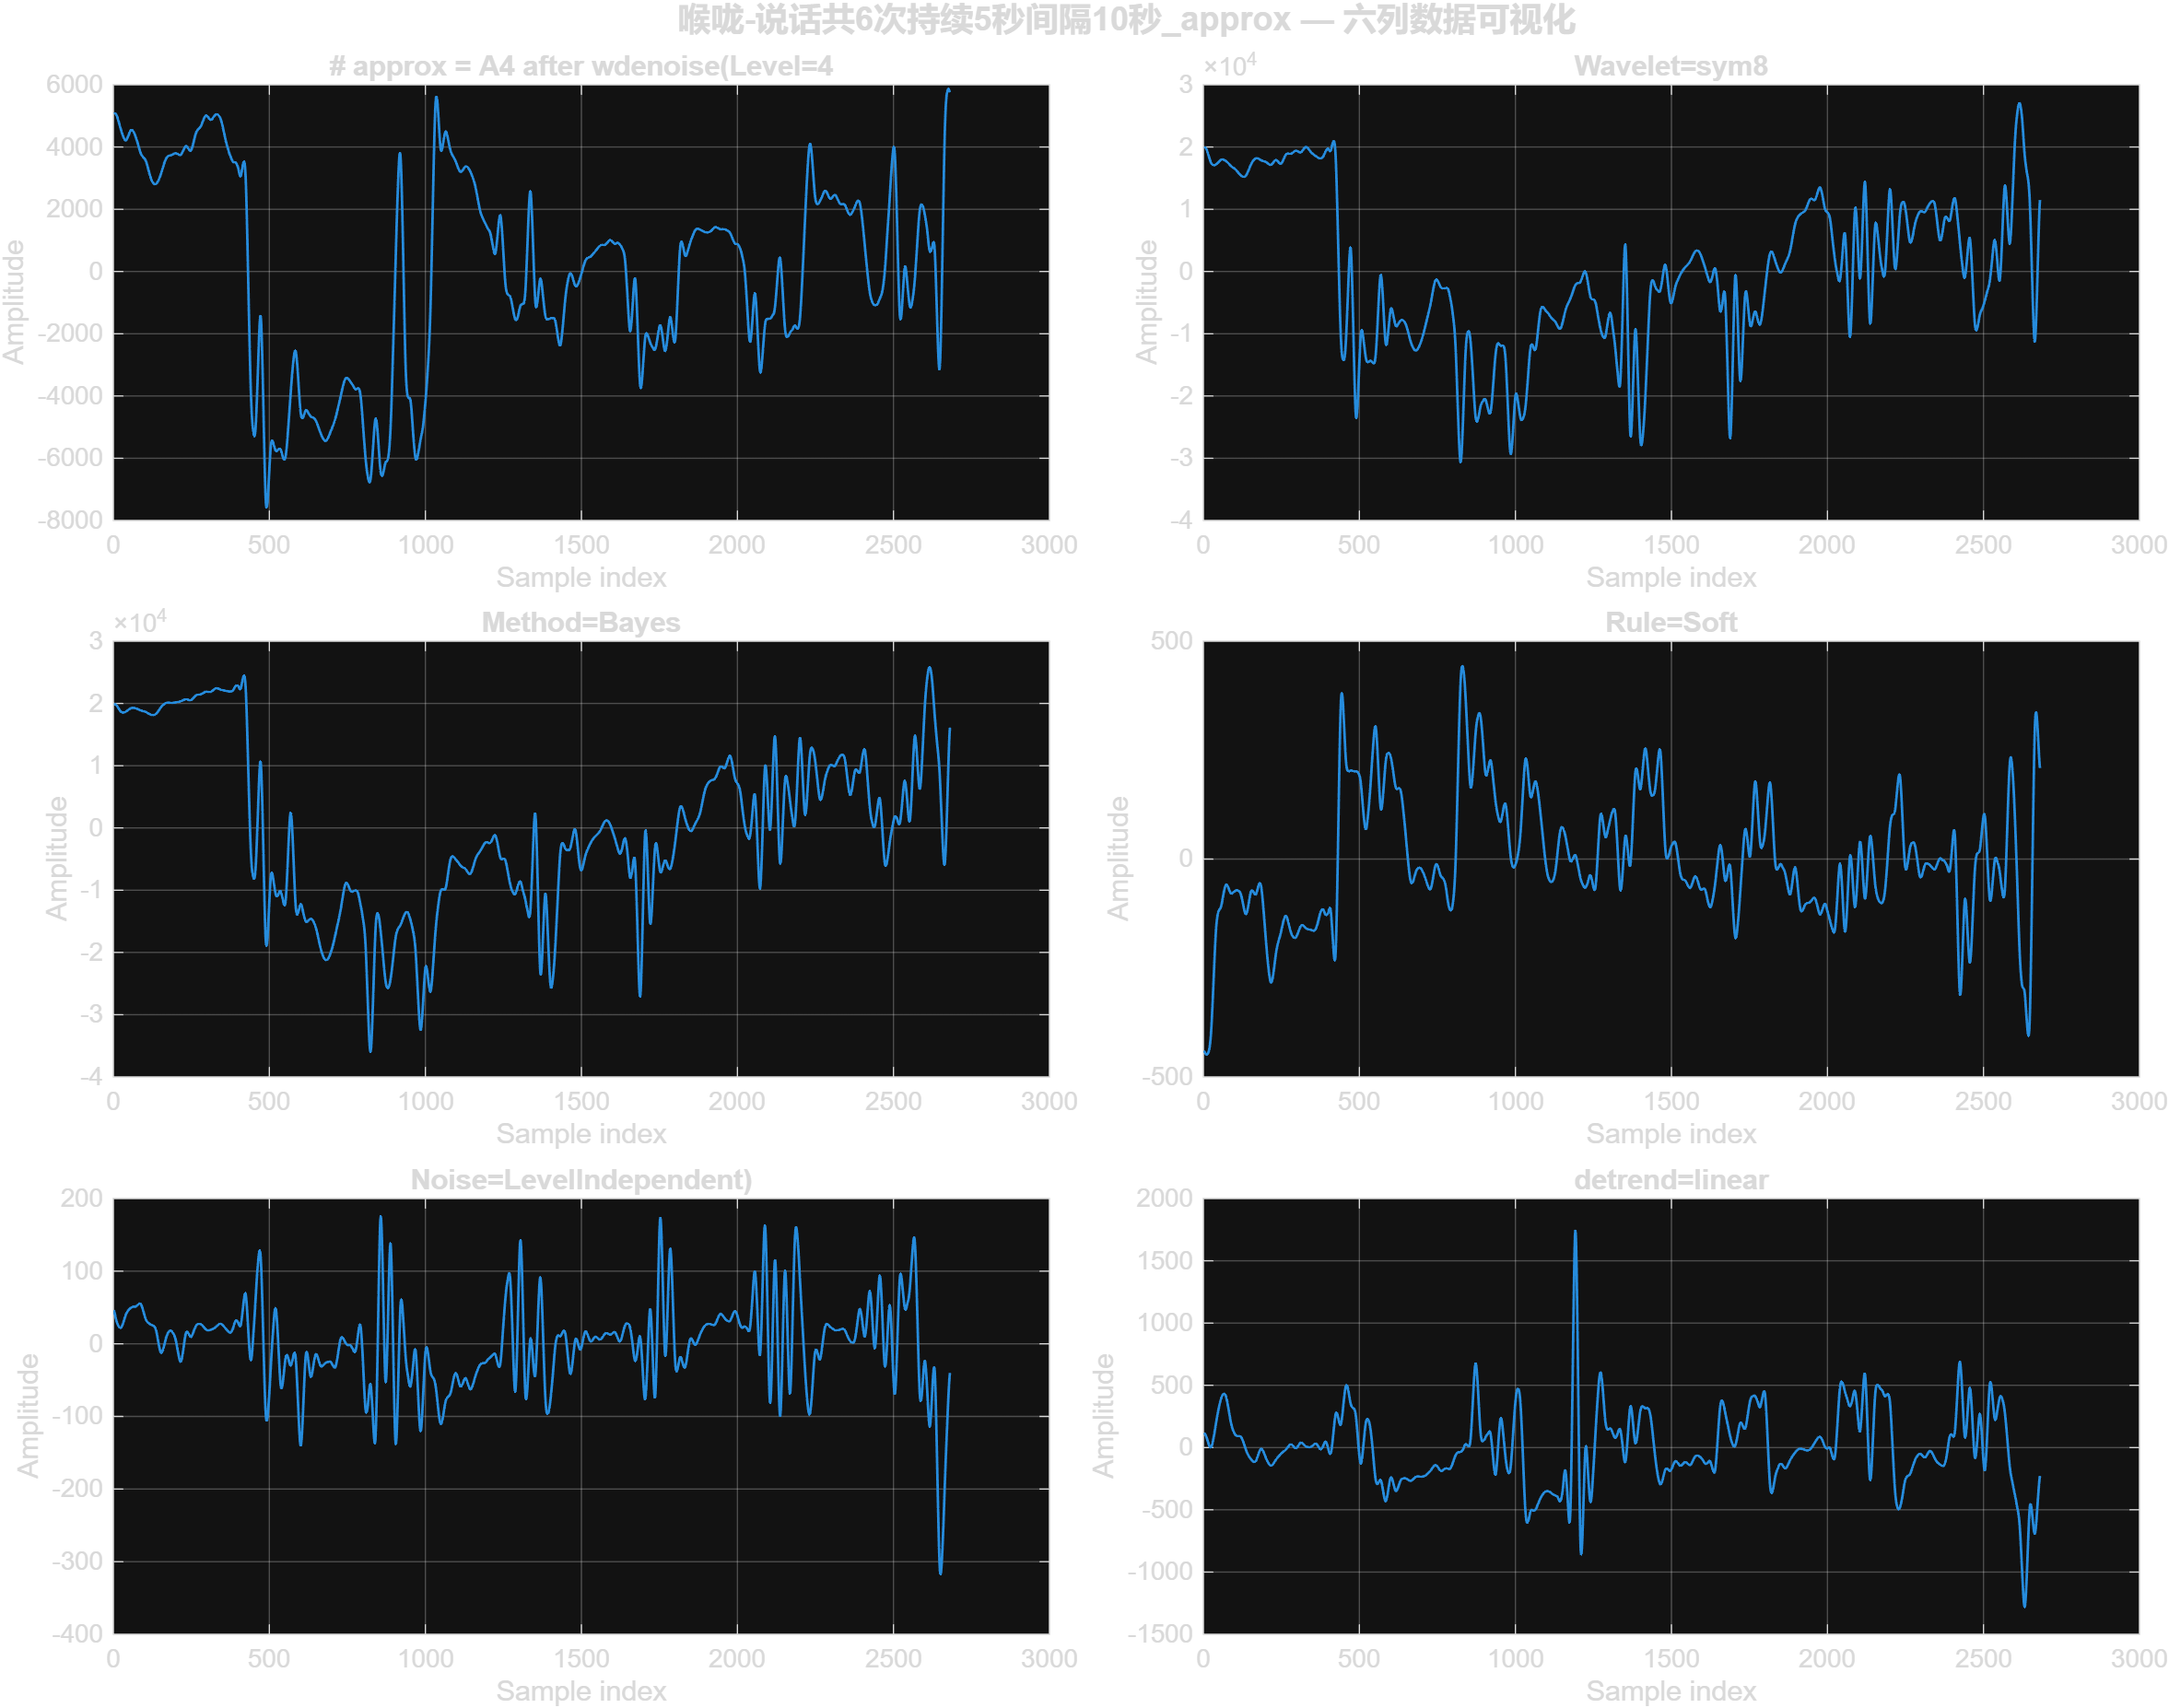 喉咙-说话共6次持续5秒间隔10秒_approx — 六列数据可视化
# approx = A4 after wdenoise(Level=4
6000
4000
2000
0
-2000
-4000
-6000
-8000
Amplitude
0 500 1000 1500 2000 2500 3000
Sample index
Wavelet=sym8
×10⁴
3
2
1
0
-1
-2
-3
-4
Amplitude
0 500 1000 1500 2000 2500 3000
Sample index
Method=Bayes
×10⁴
3
2
1
0
-1
-2
-3
-4
Amplitude
0 500 1000 1500 2000 2500 3000
Sample index
Rule=Soft
500
0
-500
Amplitude
0 500 1000 1500 2000 2500 3000
Sample index
Noise=LevelIndependent)
200
100
0
-100
-200
-300
-400
Amplitude
0 500 1000 1500 2000 2500 3000
Sample index
detrend=linear
2000
1500
1000
500
0
-500
-1000
-1500
Amplitude
0 500 1000 1500 2000 2500 3000
Sample index